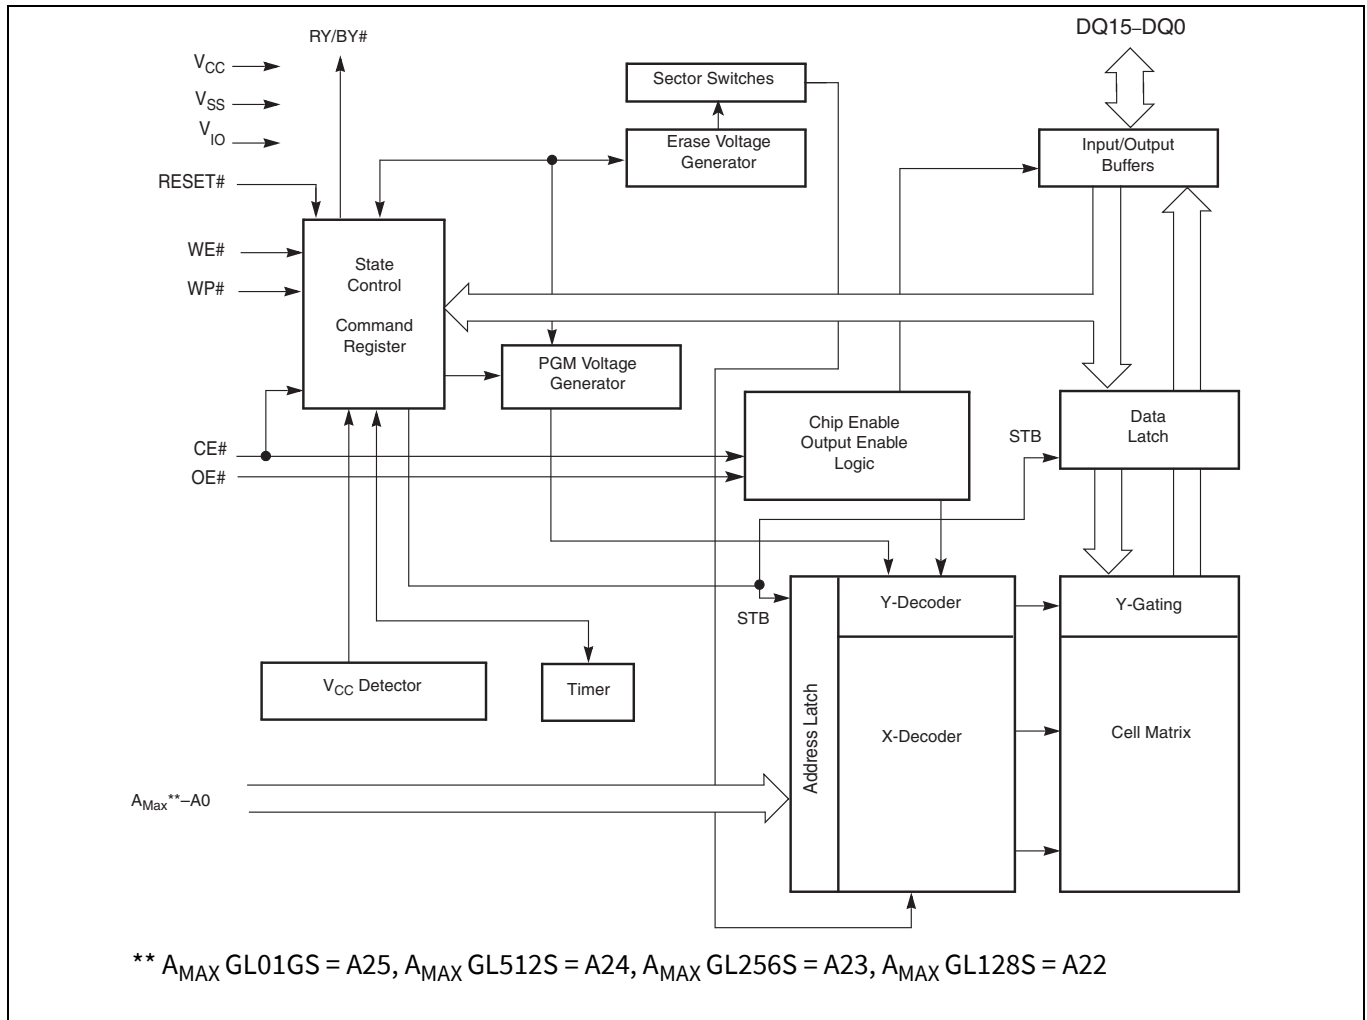 RY/BY#
DQ15–DQ0
VCC
VSS
VIO
RESET#
WE#
WP#
CE#
OE#
Sector Switches
Erase Voltage
Generator
Input/Output
Buffers
State
Control
Command
Register
PGM Voltage
Generator
Chip Enable
Output Enable
Logic
STB
Data
Latch
STB
Y-Decoder
Y-Gating
VCC Detector
Timer
Address Latch
X-Decoder
Cell Matrix
AMax**–A0
** AMAX GL01GS = A25, AMAX GL512S = A24, AMAX GL256S = A23, AMAX GL128S = A22